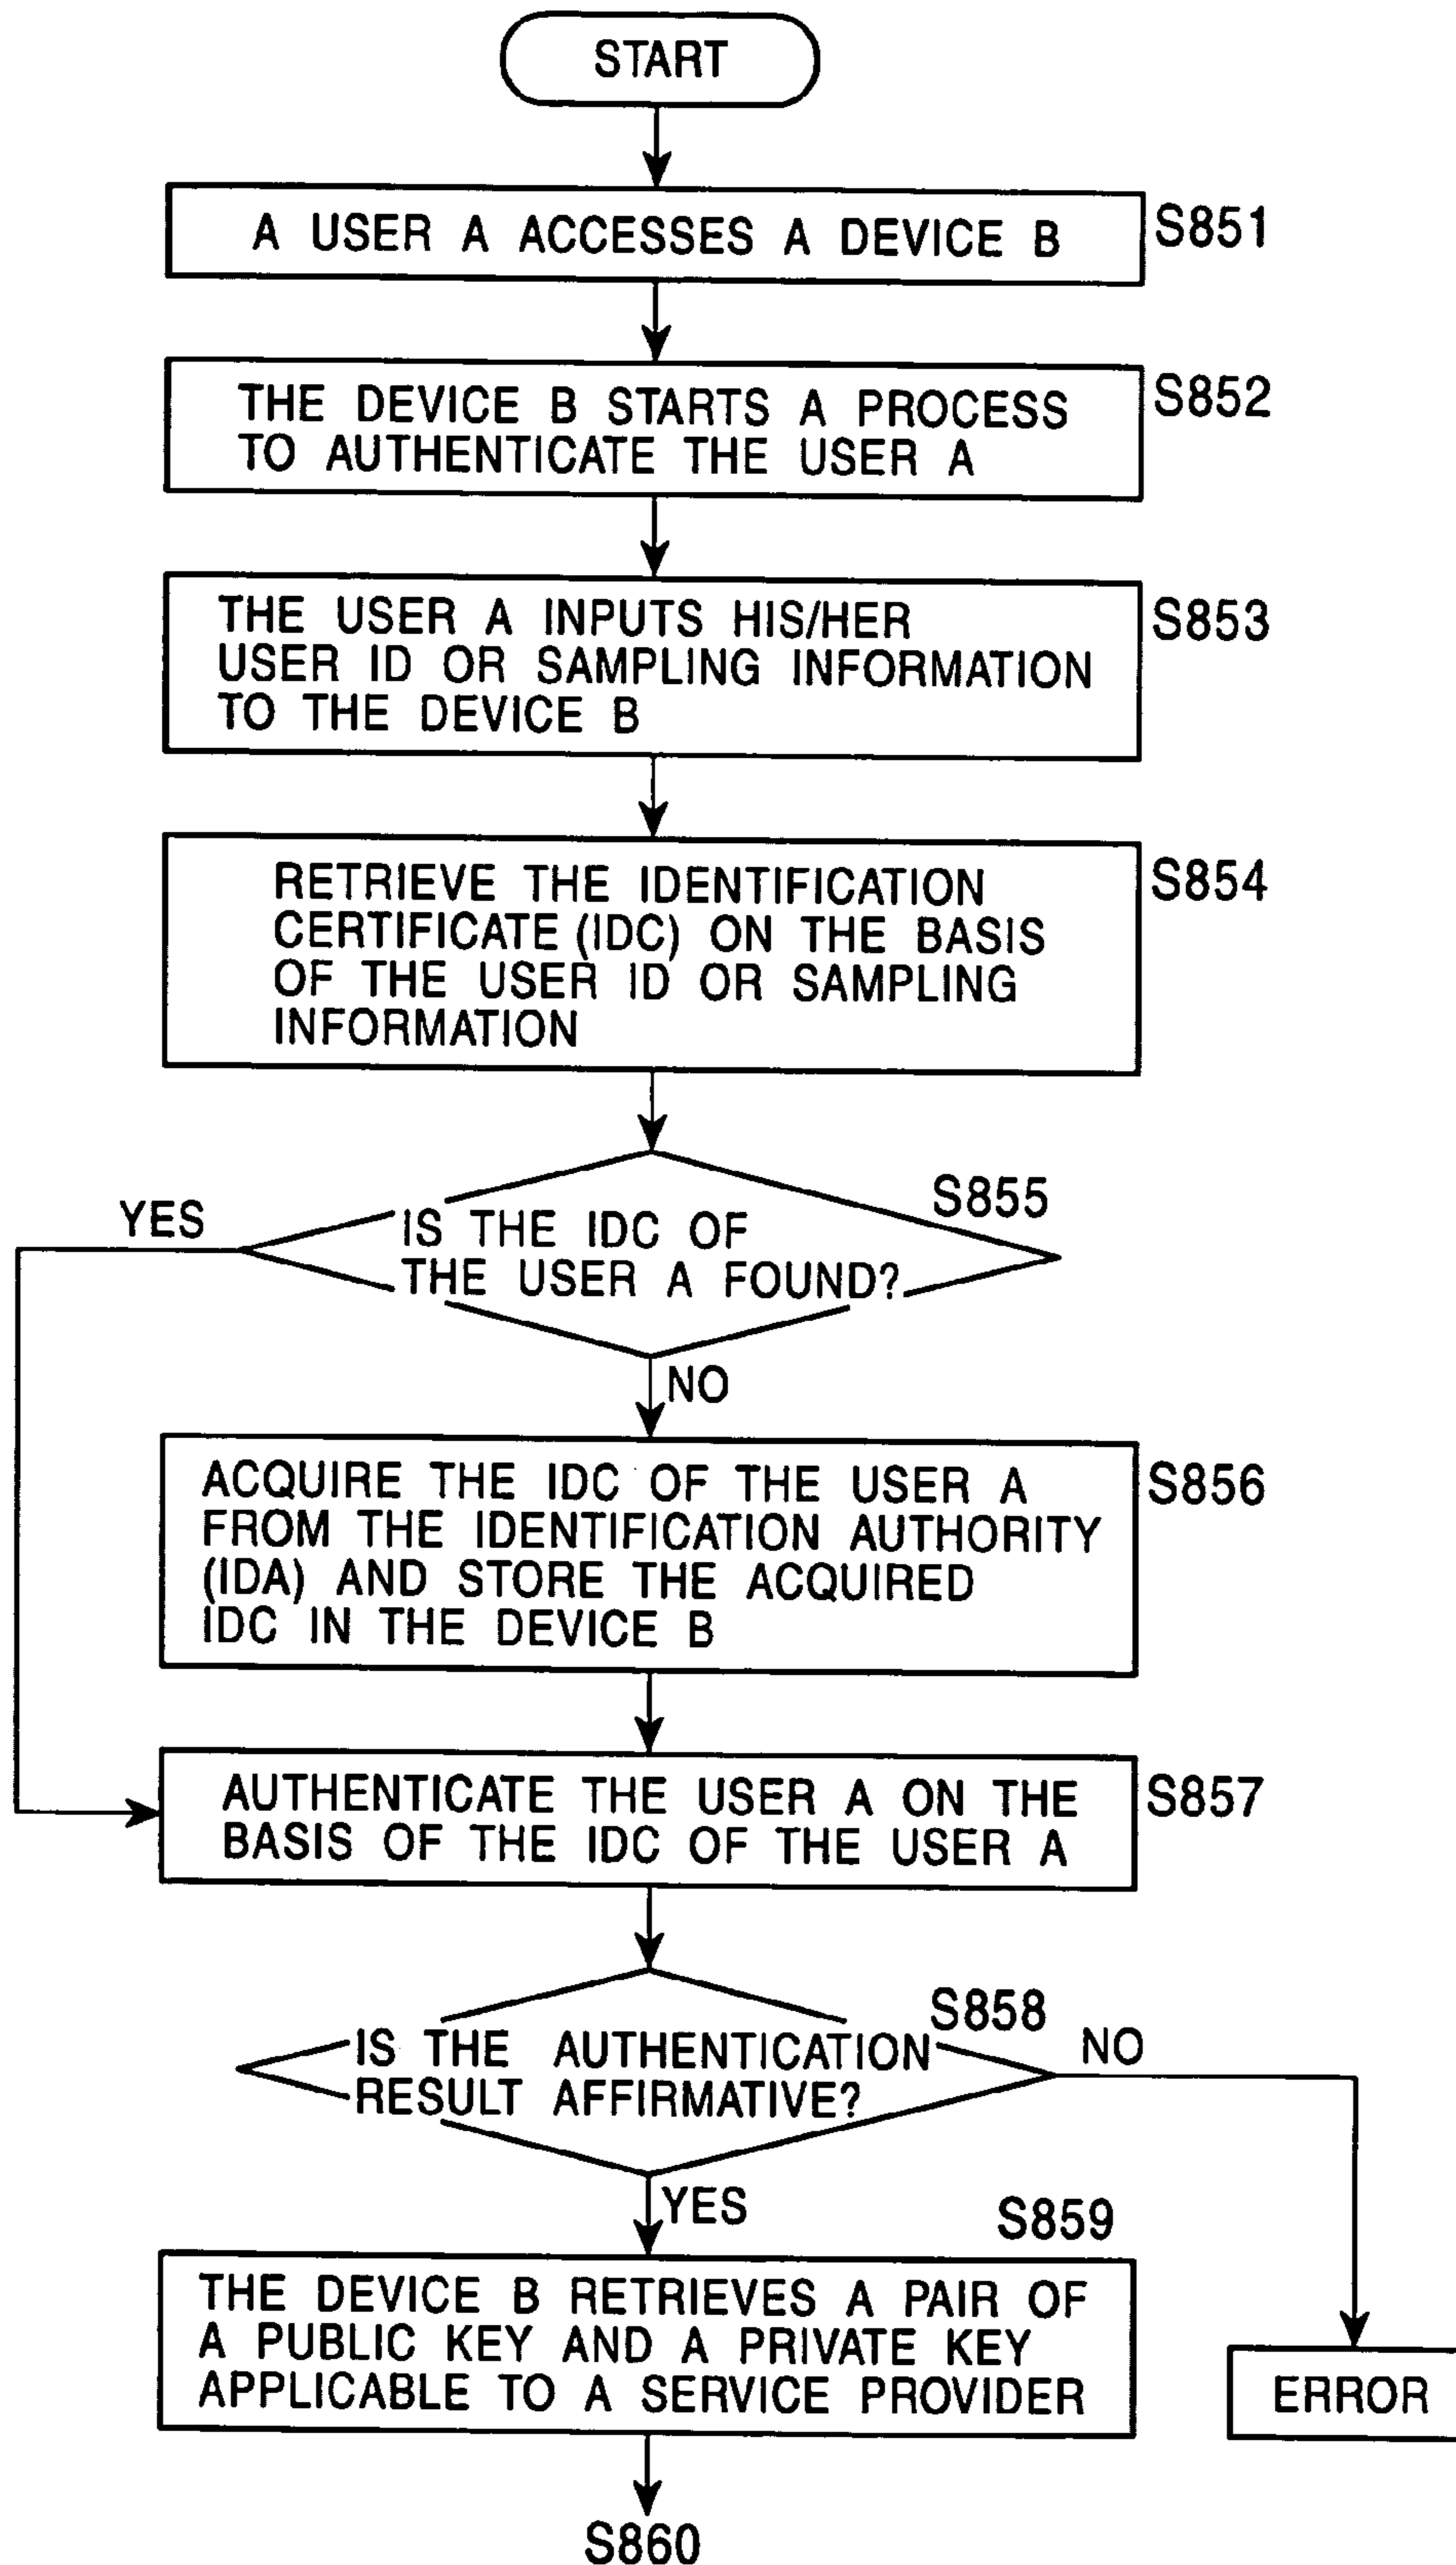 START
A USER A ACCESSES A DEVICE B
S851
THE DEVICE B STARTS A PROCESS
TO AUTHENTICATE THE USER A
S852
THE USER A INPUTS HIS/HER
USER ID OR SAMPLING INFORMATION
TO THE DEVICE B
S853
RETRIEVE THE IDENTIFICATION
CERTIFICATE (IDC) ON THE BASIS
OF THE USER ID OR SAMPLING
INFORMATION
S854
YES
S855
IS THE IDC OF
THE USER A FOUND?
NO
ACQUIRE THE IDC OF THE USER A
FROM THE IDENTIFICATION AUTHORITY
(IDA) AND STORE THE ACQUIRED
IDC IN THE DEVICE B
S856
AUTHENTICATE THE USER A ON THE
BASIS OF THE IDC OF THE USER A
S857
S858
IS THE AUTHENTICATION
RESULT AFFIRMATIVE?
NO
YES
S859
THE DEVICE B RETRIEVES A PAIR OF
A PUBLIC KEY AND A PRIVATE KEY
APPLICABLE TO A SERVICE PROVIDER
ERROR
S860